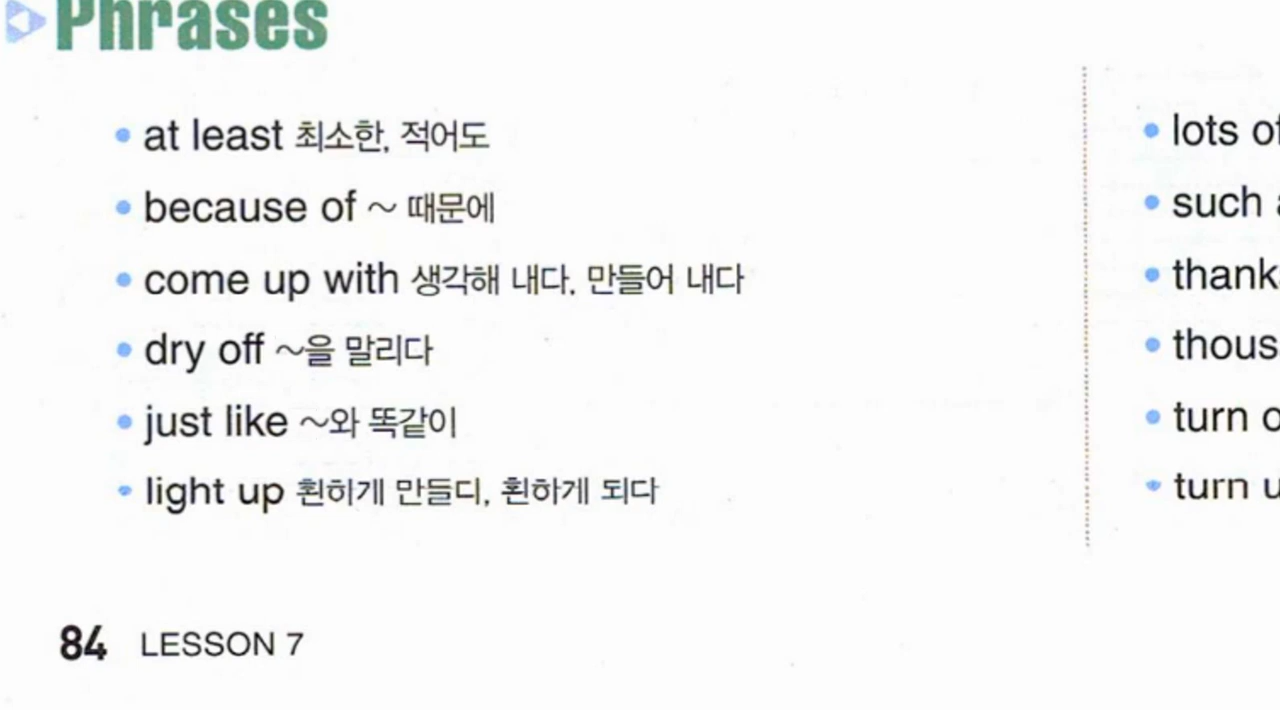 Phrases
at least 최소한, 적어도
because of ~ 때문에
come up with 생각해 내다, 만들어 내다
dry off ~을 말리다
just like ~와 똑같이
light up 환하게 만들다, 환하게 되다
lots of
such
thanks
turn
turn
84 LESSON 7